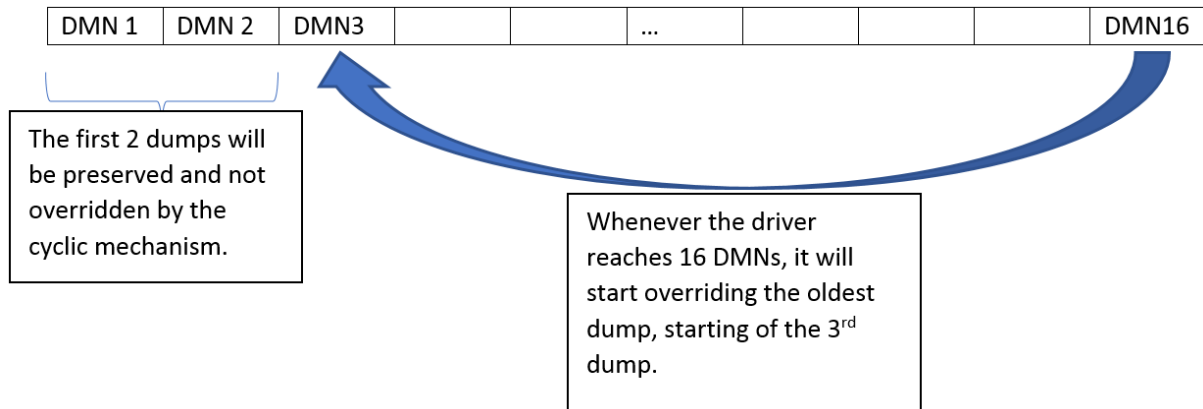 DMN 1 DMN 2 DMN3 ... DMN16
The first 2 dumps will
be preserved and not
overridden by the
cyclic mechanism.
Whenever the driver
reaches 16 DMNs, it will
start overriding the oldest
dump, starting of the 3rd
dump.